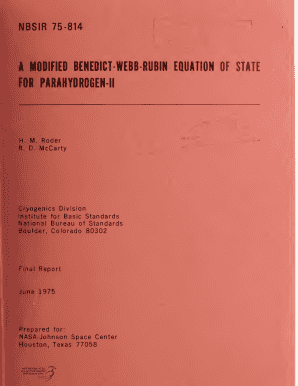 NBSIR 75-814
A MODIFIED BENEDICT-WEBB-RUBIN EQUATION OF STATE
FOR PARAHYDROGEN-II
H. M. Roder
R. D. McCarty
Cryogenics Division
Institute for Basic Standards
National Bureau of Standards
Boulder, Colorado 80302
Final Report
June 1975
Prepared for:
NASA-Johnson Space Center
Houston, Texas 77058